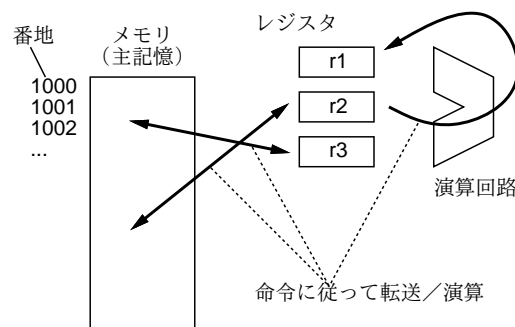 番地
メモリ
(主記憶)
1000
1001
1002
...
レジスタ
r1
r2
r3
演算回路
命令に従って転送／演算